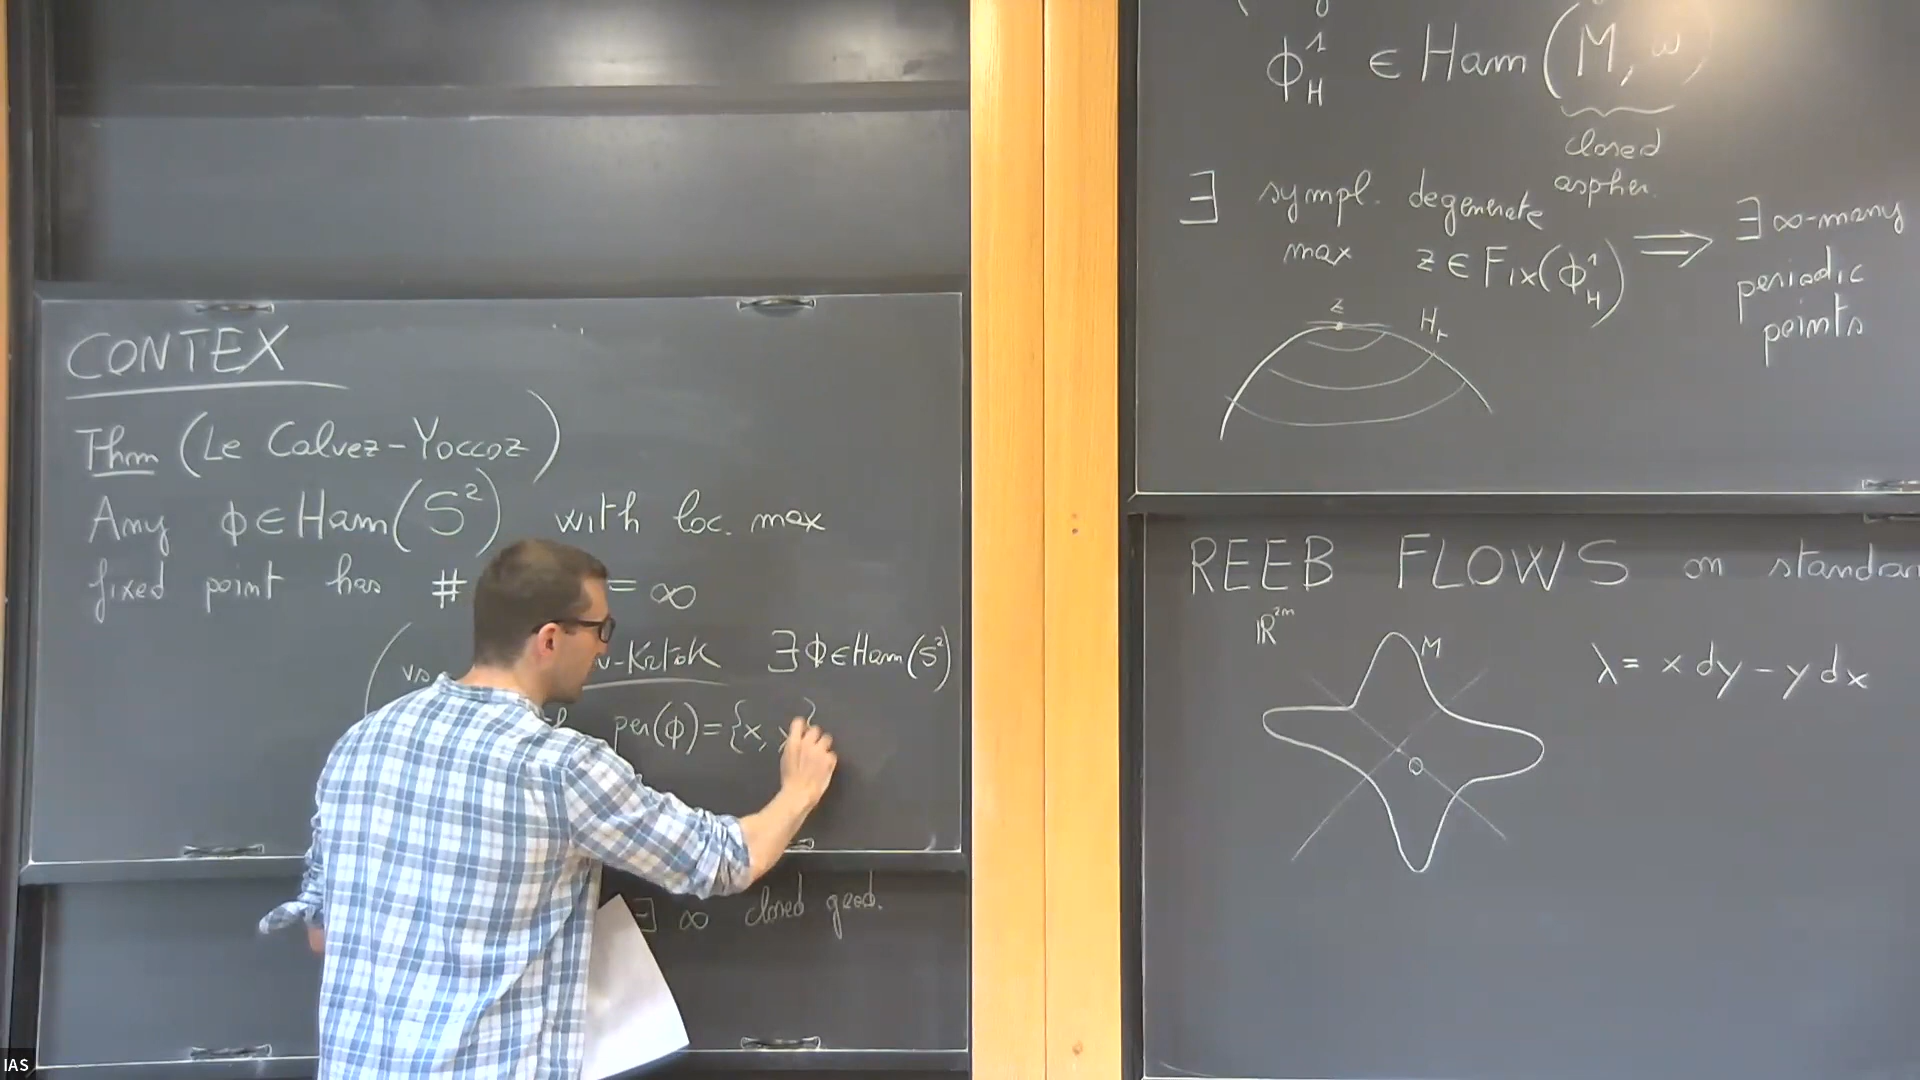 CONTEX
Thm (Le Calvez-Yoccoz)
Any φ∈Ham(S²) with loc. max
fixed point has # = ∞
(vs v-Katok ∃φ∈Ham(S²)
per(φ)={x, y}
∃ ∞ closed geod.
φ¹_H ∈ Ham(M, ω)
closed
aspher.
∃ sympl. degenerate
max z∈Fix(φ¹_H) ⟹ ∃ ∞-many
periodic
points
z
H_t
REEB FLOWS on standar
ℝ²ⁿ
M
λ= x dy - y dx
O
IAS